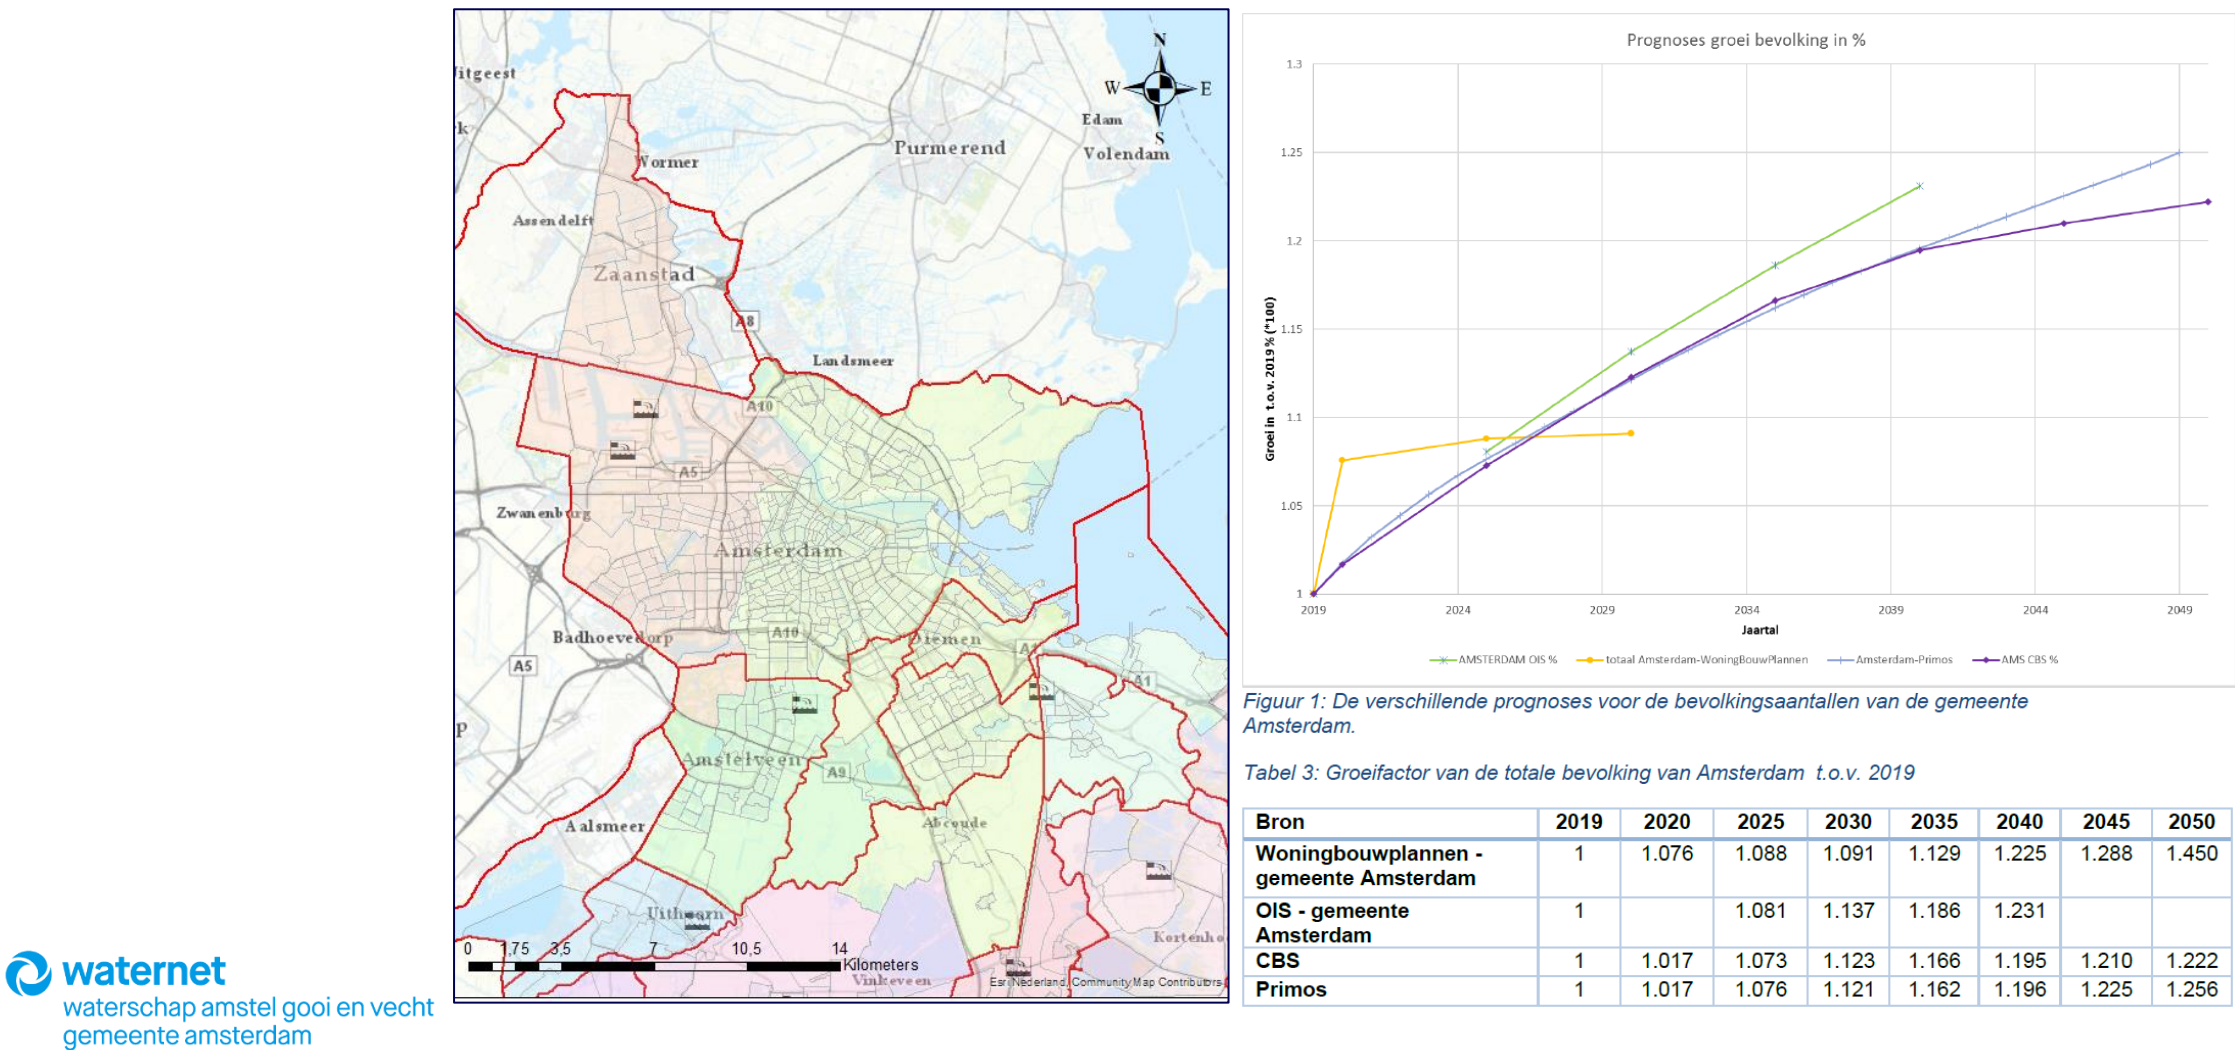 N
W
E
S
Uitgeest
Edam
Volendam
Purmerend
Wormer
Assendelft
Zaanstad
A8
Landsmeer
A10
A5
Zwanenburg
Amsterdam
Badhoevedorp
A10
Diemen
A5
A1
A1
Amstelveen
A9
Aalsmeer
Abcoude
Uithoorn
Kortenho
0 1,75 3,5 7 10,5 14
Kilometers
Vinkeveen
Esri Nederland, Community Map Contributors
waternet
waterschap amstel gooi en vecht
gemeente amsterdam
Prognoses groei bevolking in %
1.3
1.25
1.2
1.15
1.1
1.05
1
Groei in t.o.v. 2019 % (*100)
2019 2024 2029 2034 2039 2044 2049
Jaartal
AMSTERDAM OIS % totaal Amsterdam-WoningBouwPlannen Amsterdam-Primos AMS CBS %
Figuur 1: De verschillende prognoses voor de bevolkingsaantallen van de gemeente
Amsterdam.
Tabel 3: Groeifactor van de totale bevolking van Amsterdam t.o.v. 2019
Bron 2019 2020 2025 2030 2035 2040 2045 2050
Woningbouwplannen - 1 1.076 1.088 1.091 1.129 1.225 1.288 1.450
gemeente Amsterdam
OIS - gemeente 1 1.081 1.137 1.186 1.231
Amsterdam
CBS 1 1.017 1.073 1.123 1.166 1.195 1.210 1.222
Primos 1 1.017 1.076 1.121 1.162 1.196 1.225 1.256